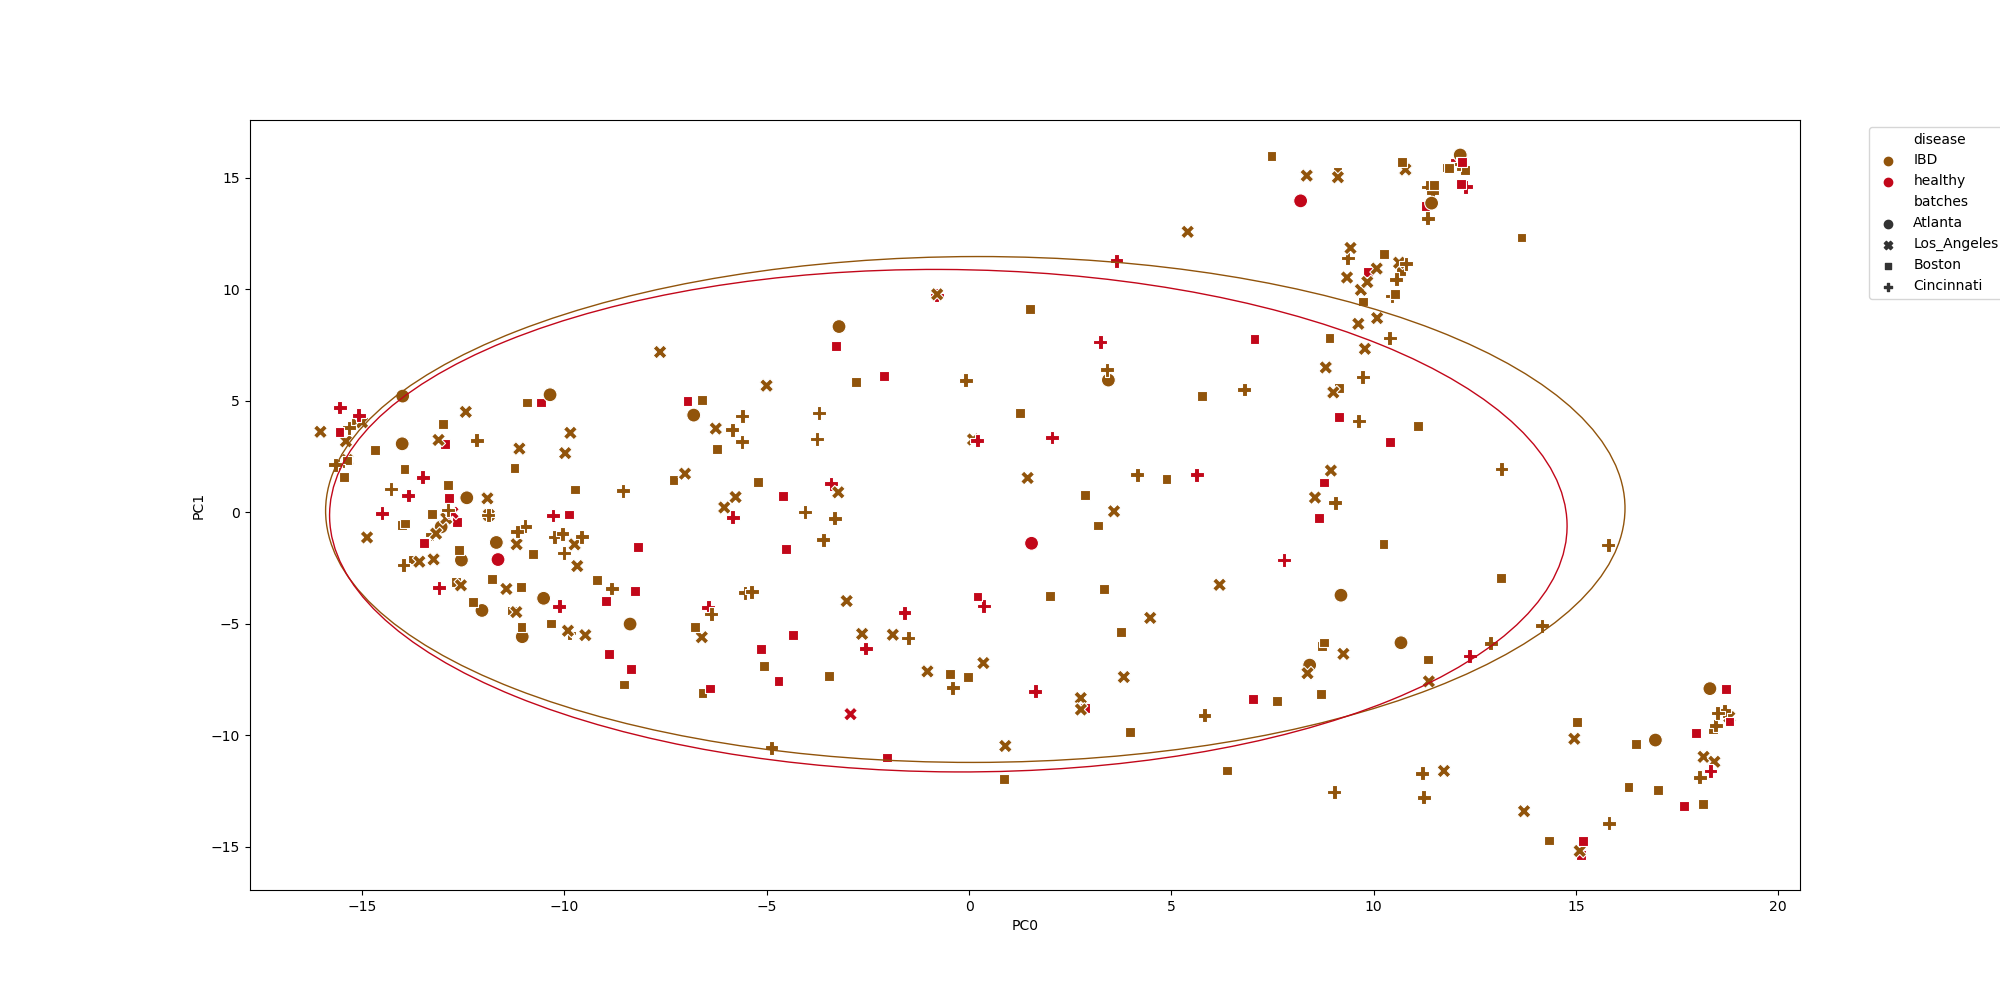 disease
IBD
healthy
batches
Atlanta
Los_Angeles
Boston
Cincinnati
15
10
5
0
−5
−10
−15
PC1
−15
−10
−5
0
5
10
15
20
PC0